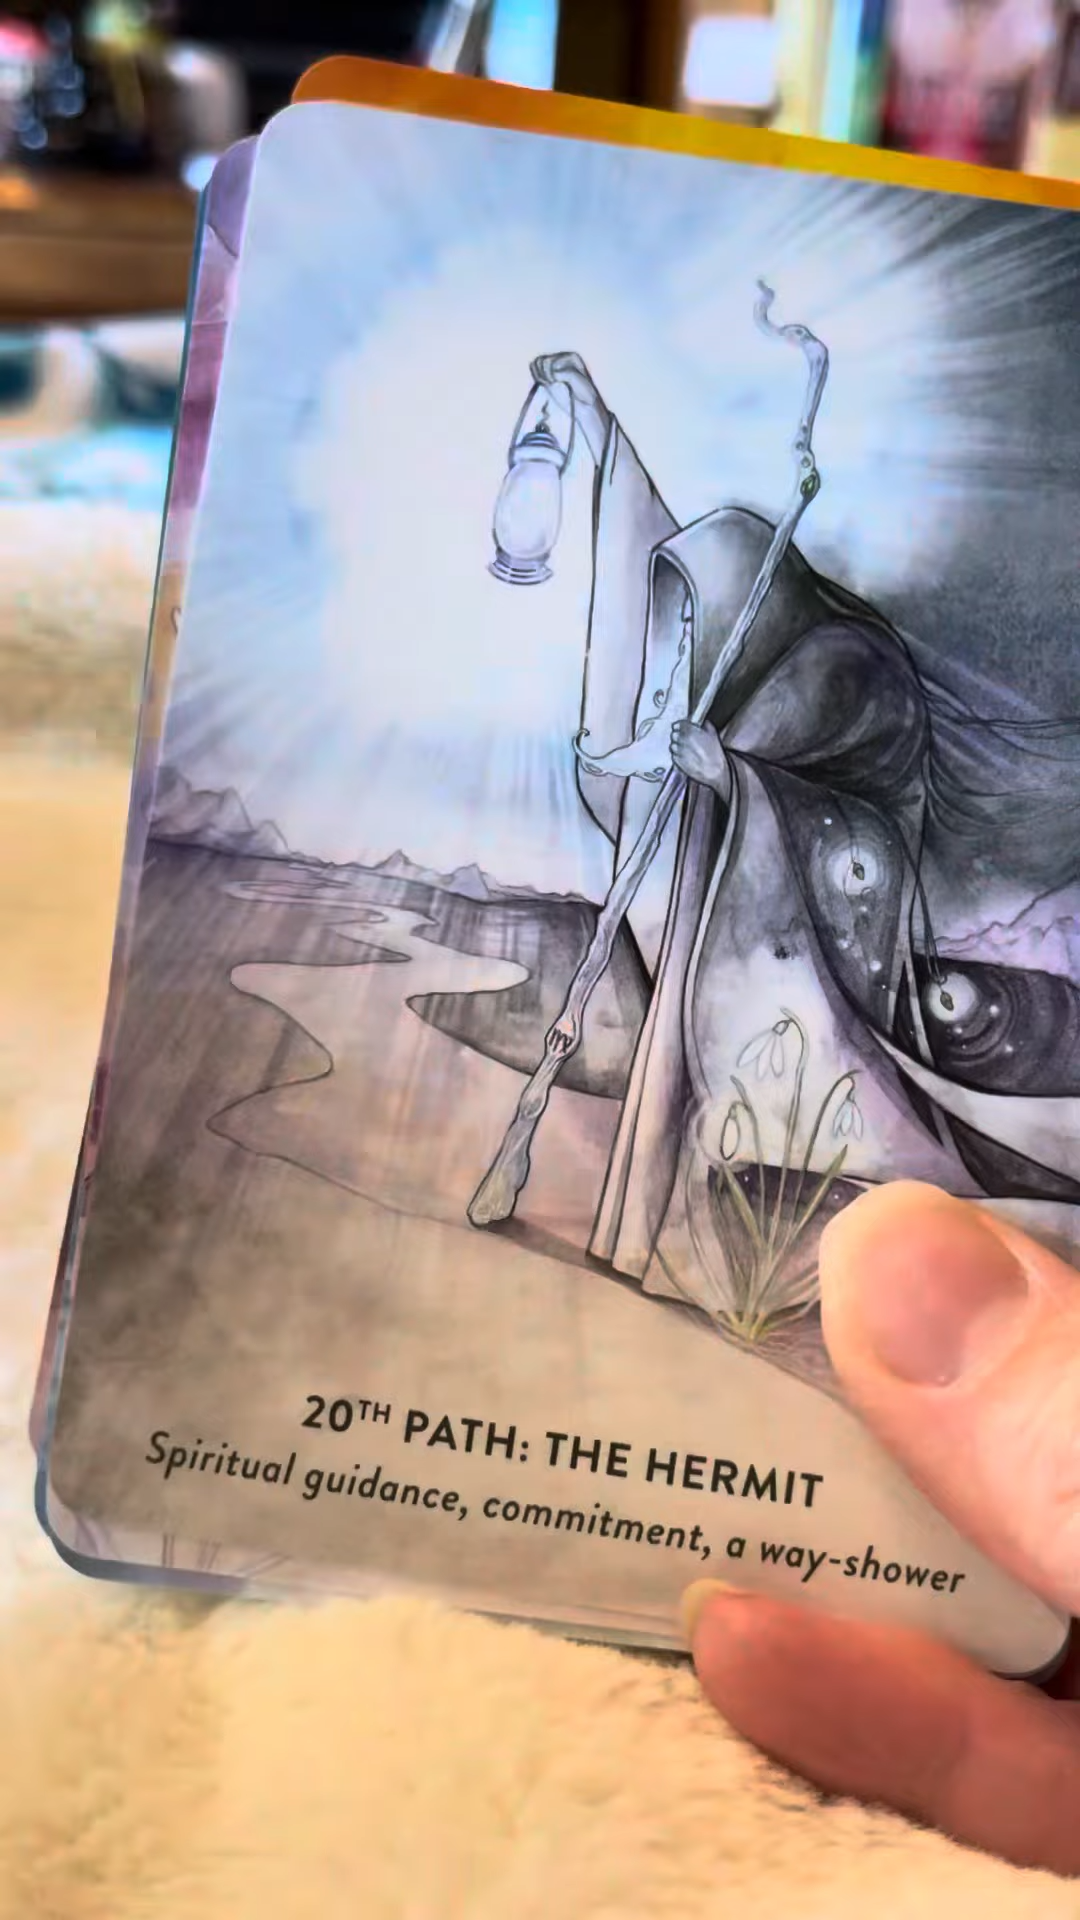 20TH PATH: THE HERMIT
Spiritual guidance, commitment, a way-shower